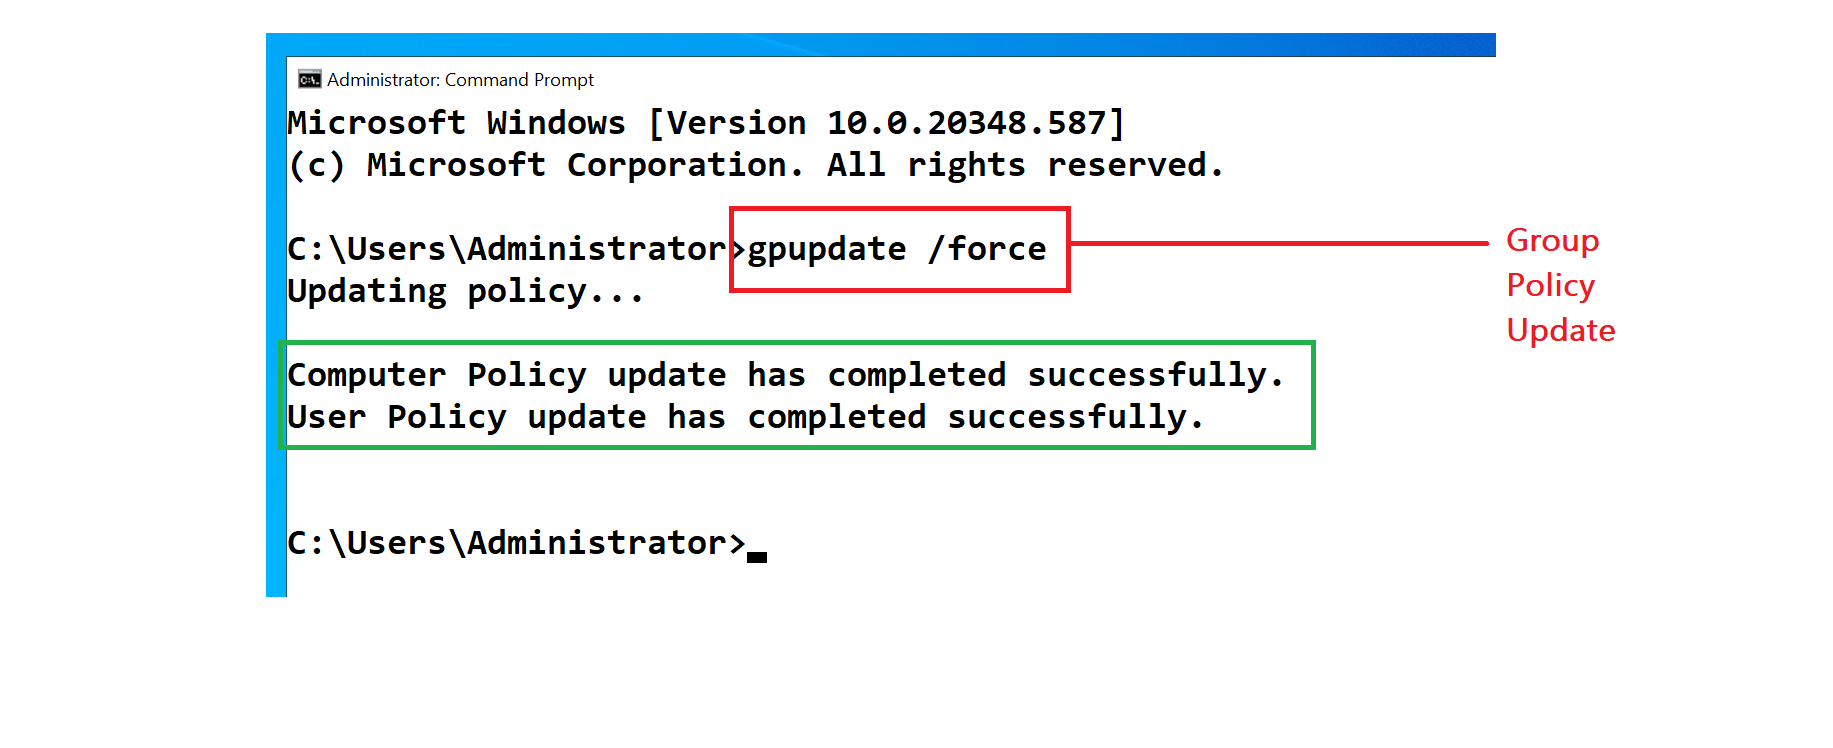 Administrator: Command Prompt
Microsoft Windows [Version 10.0.20348.587]
(c) Microsoft Corporation. All rights reserved.
C:\Users\Administrator>gpupdate /force
Updating policy...
Computer Policy update has completed successfully.
User Policy update has completed successfully.
C:\Users\Administrator>
Group
Policy
Update